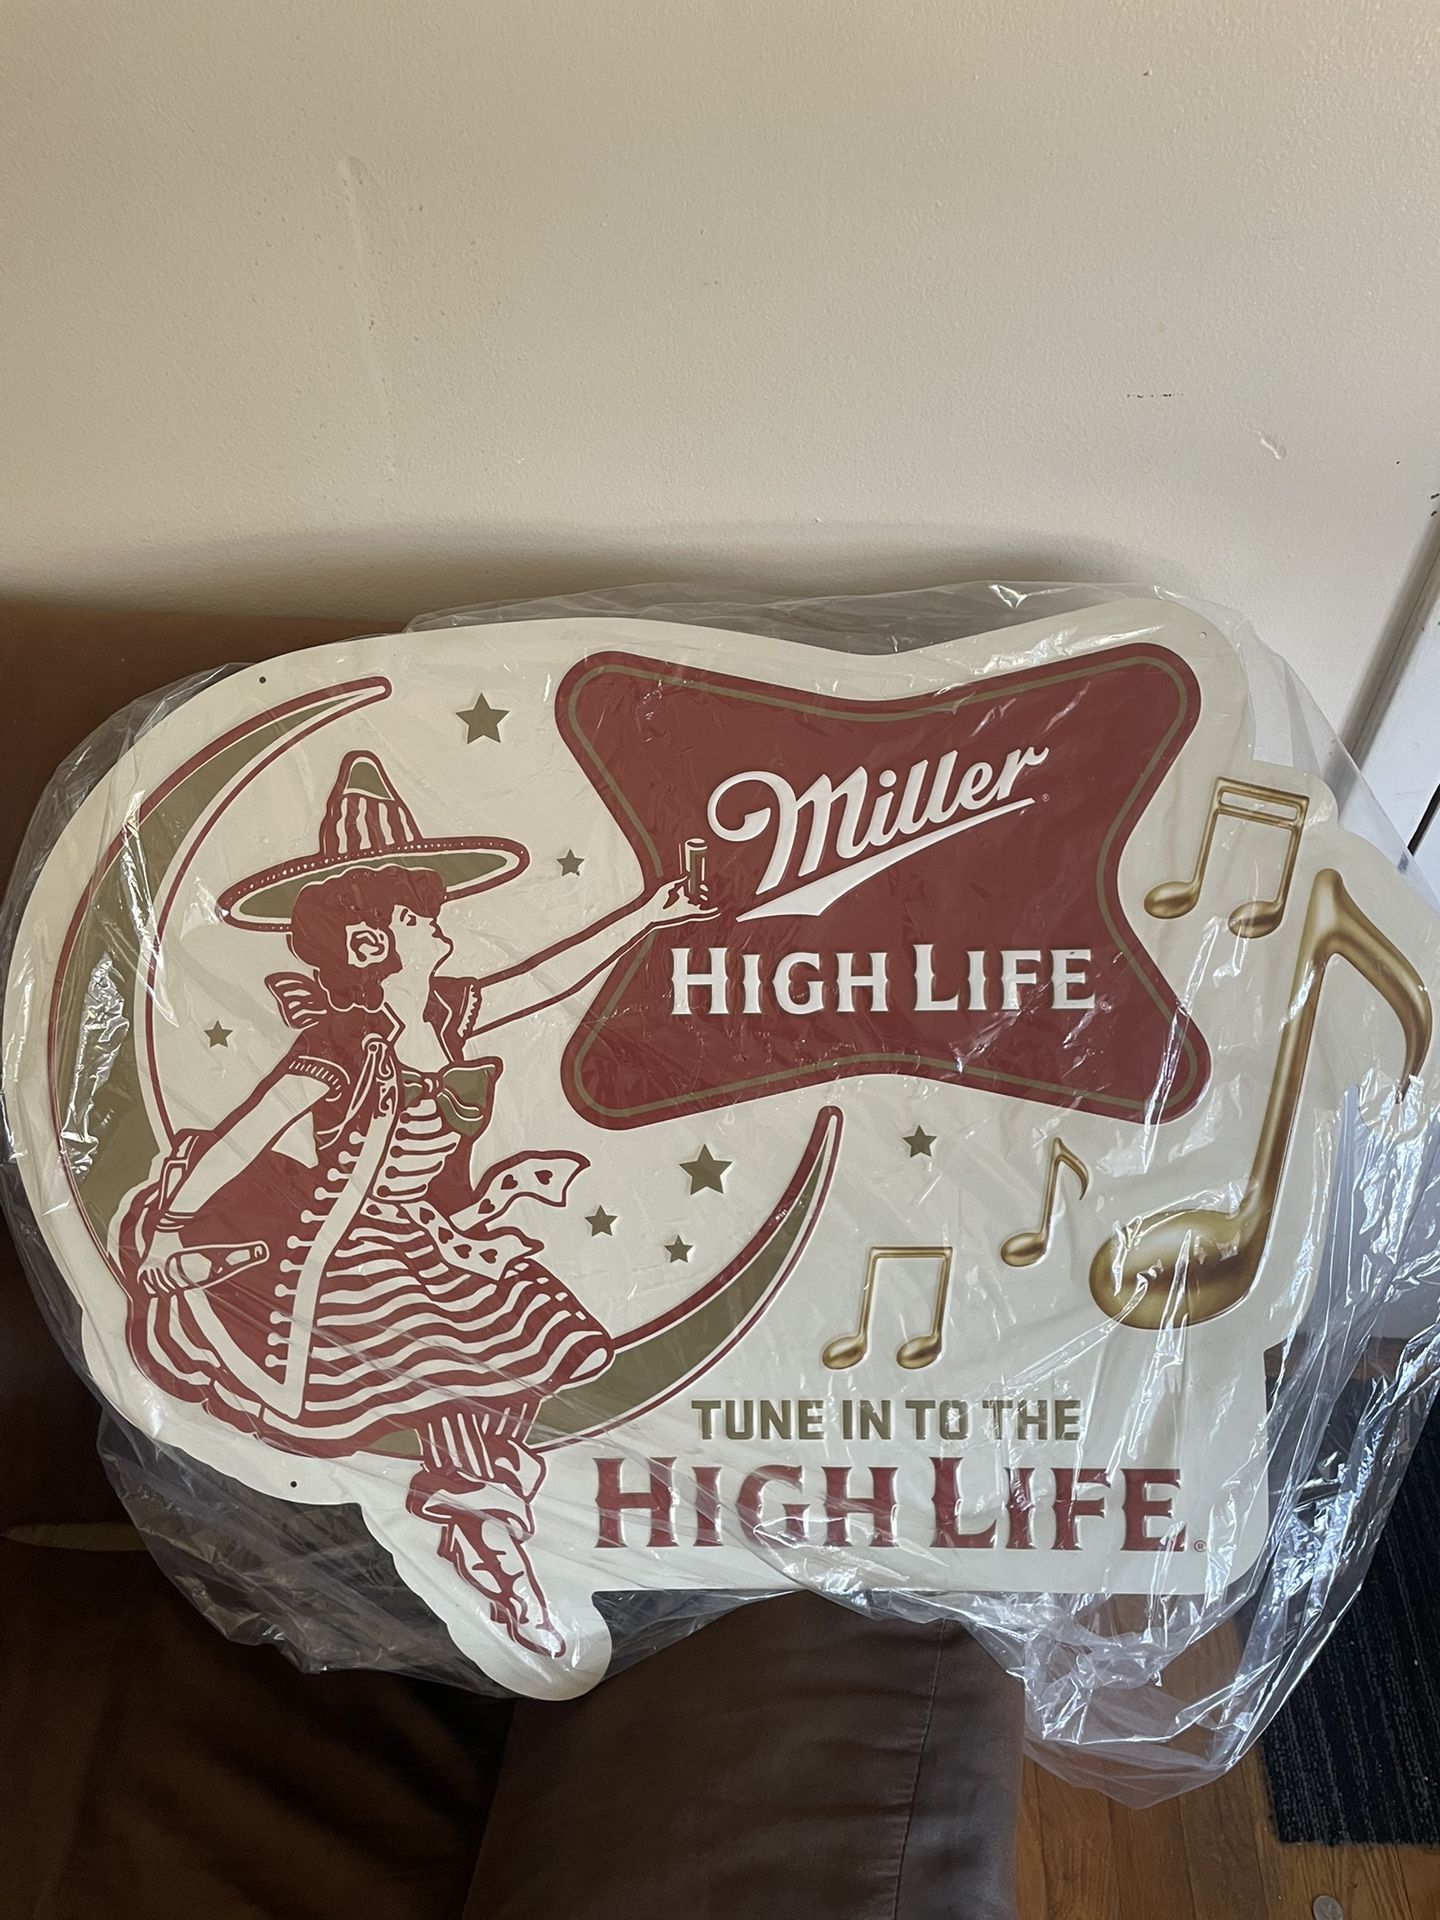 Miller
HIGH LIFE
TUNE IN TO THE
HIGH LIFE®